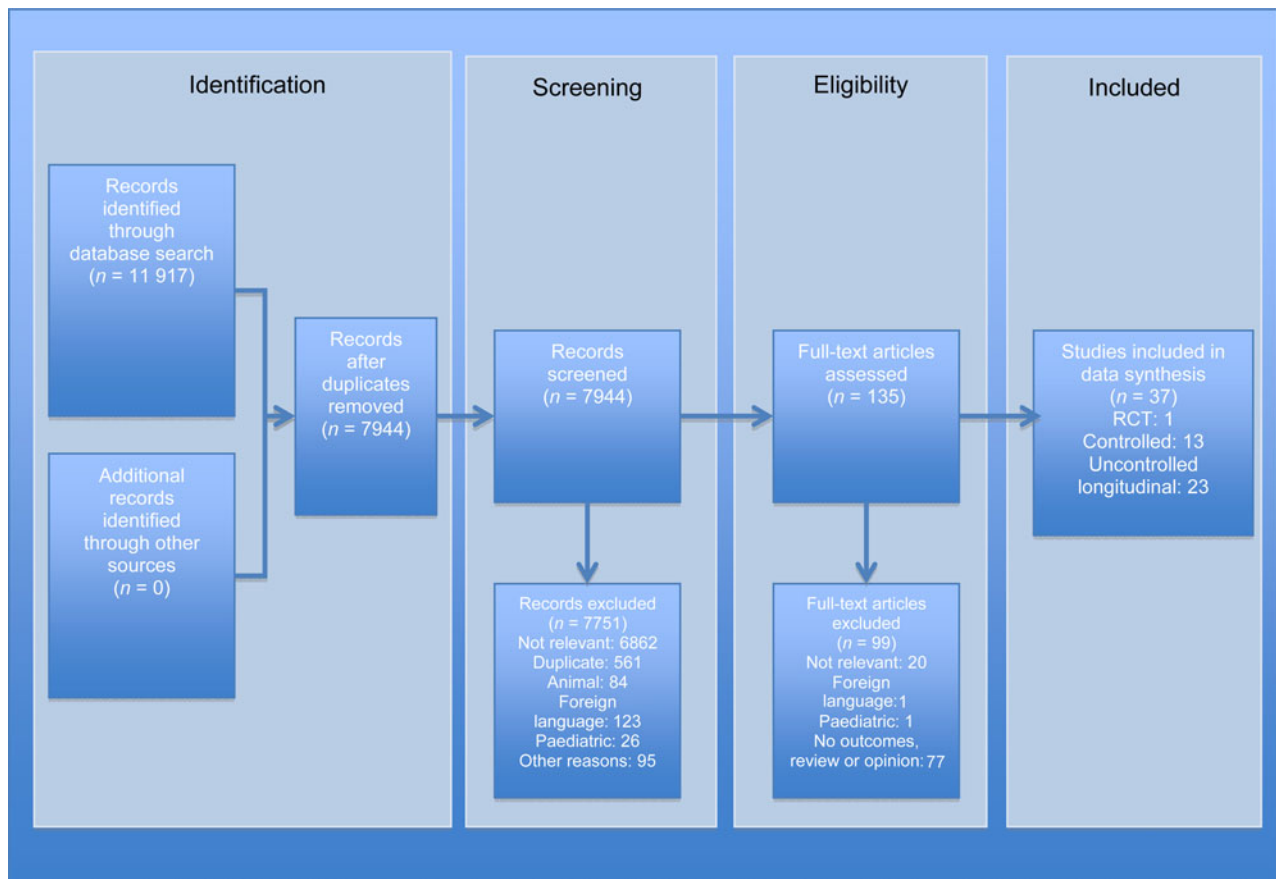 Identification
Records
identified
through
database search
(n = 11 917)
Additional
records
identified
through other
sources
(n = 0)
Records
after
duplicates
removed
(n = 7944)
Screening
Records
screened
(n = 7944)
Records excluded
(n = 7751)
Not relevant: 6862
Duplicate: 561
Animal: 84
Foreign
language: 123
Paediatric: 26
Other reasons: 95
Eligibility
Full-text articles
assessed
(n = 135)
Full-text articles
excluded
(n = 99)
Not relevant: 20
Foreign
language:1
Paediatric: 1
No outcomes,
review or opinion: 77
Included
Studies included in
data synthesis
(n = 37)
RCT: 1
Controlled: 13
Uncontrolled
longitudinal: 23